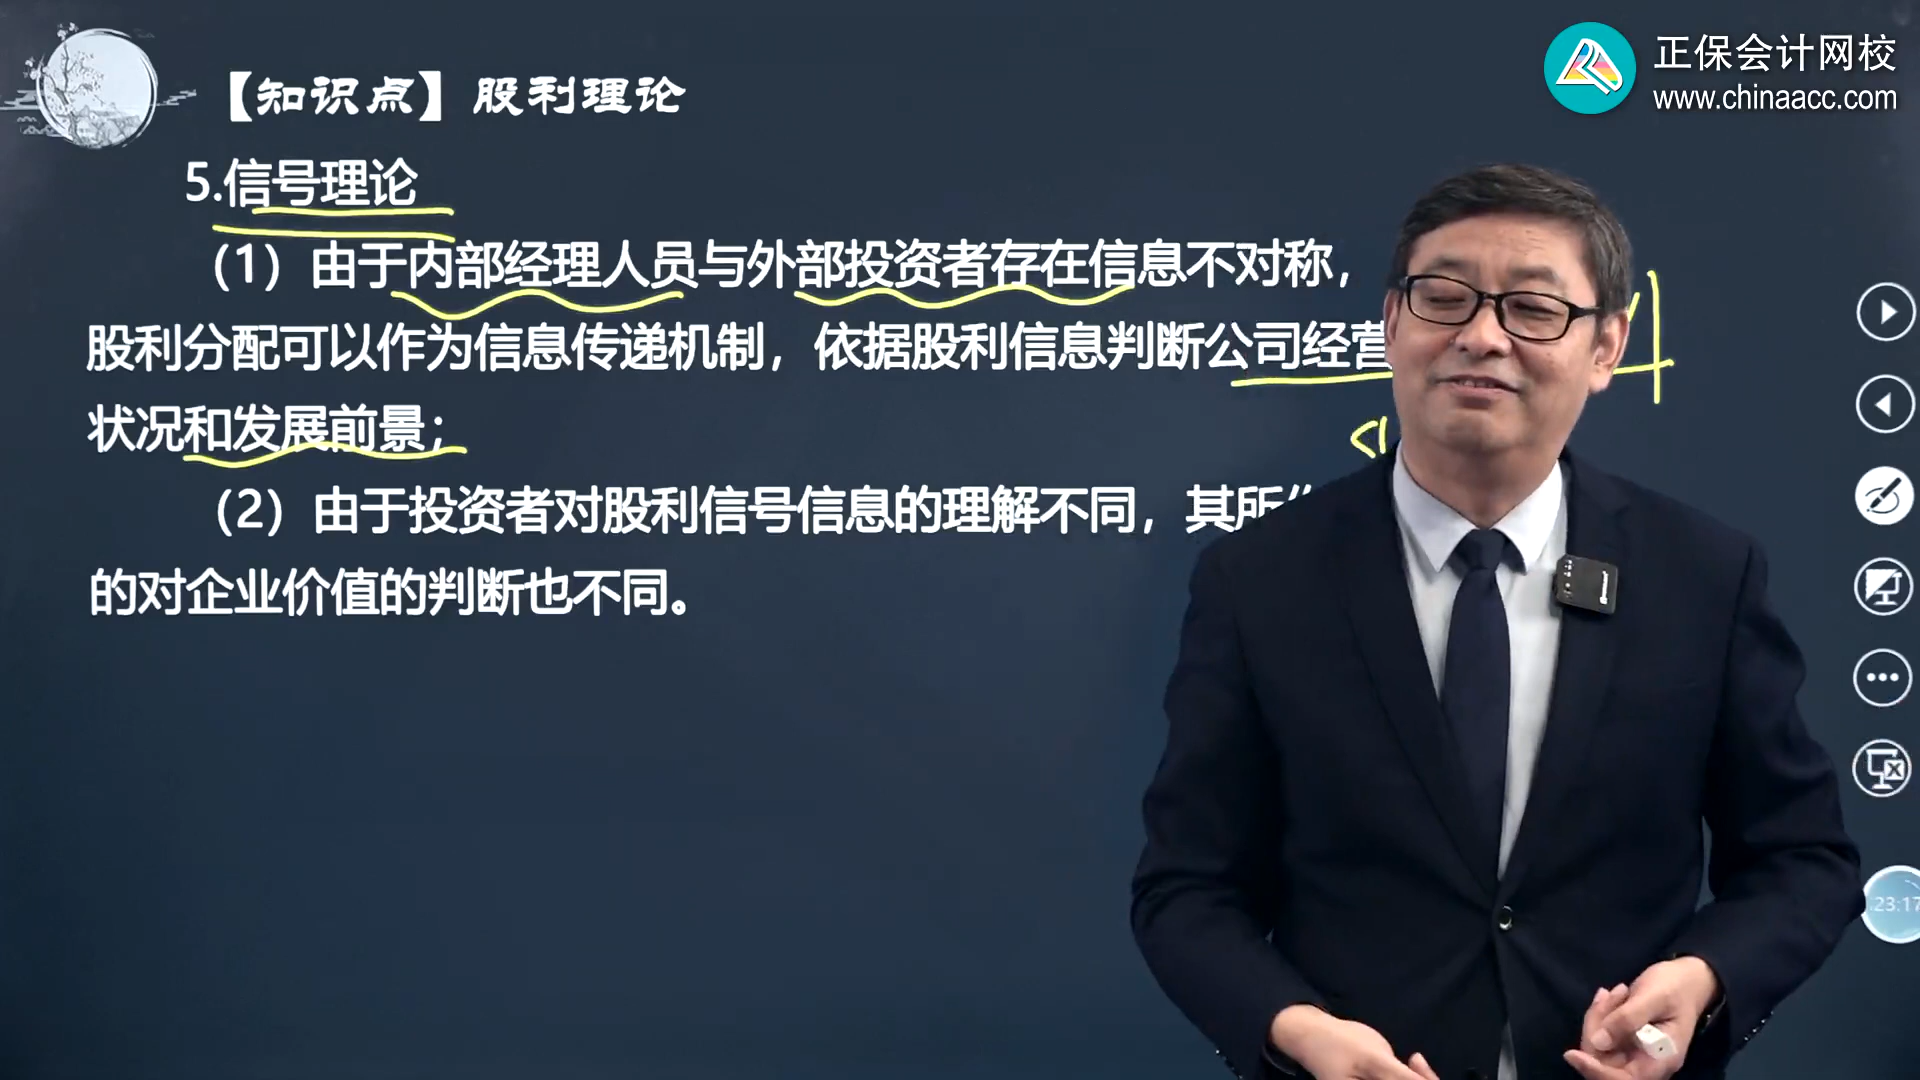 正保会计网校
www.chinaacc.com
【知识点】股利理论
5.信号理论
（1）由于内部经理人员与外部投资者存在信息不对称，
股利分配可以作为信息传递机制，依据股利信息判断公司经营
状况和发展前景；
（2）由于投资者对股利信号信息的理解不同，其所
的对企业价值的判断也不同。
23:17